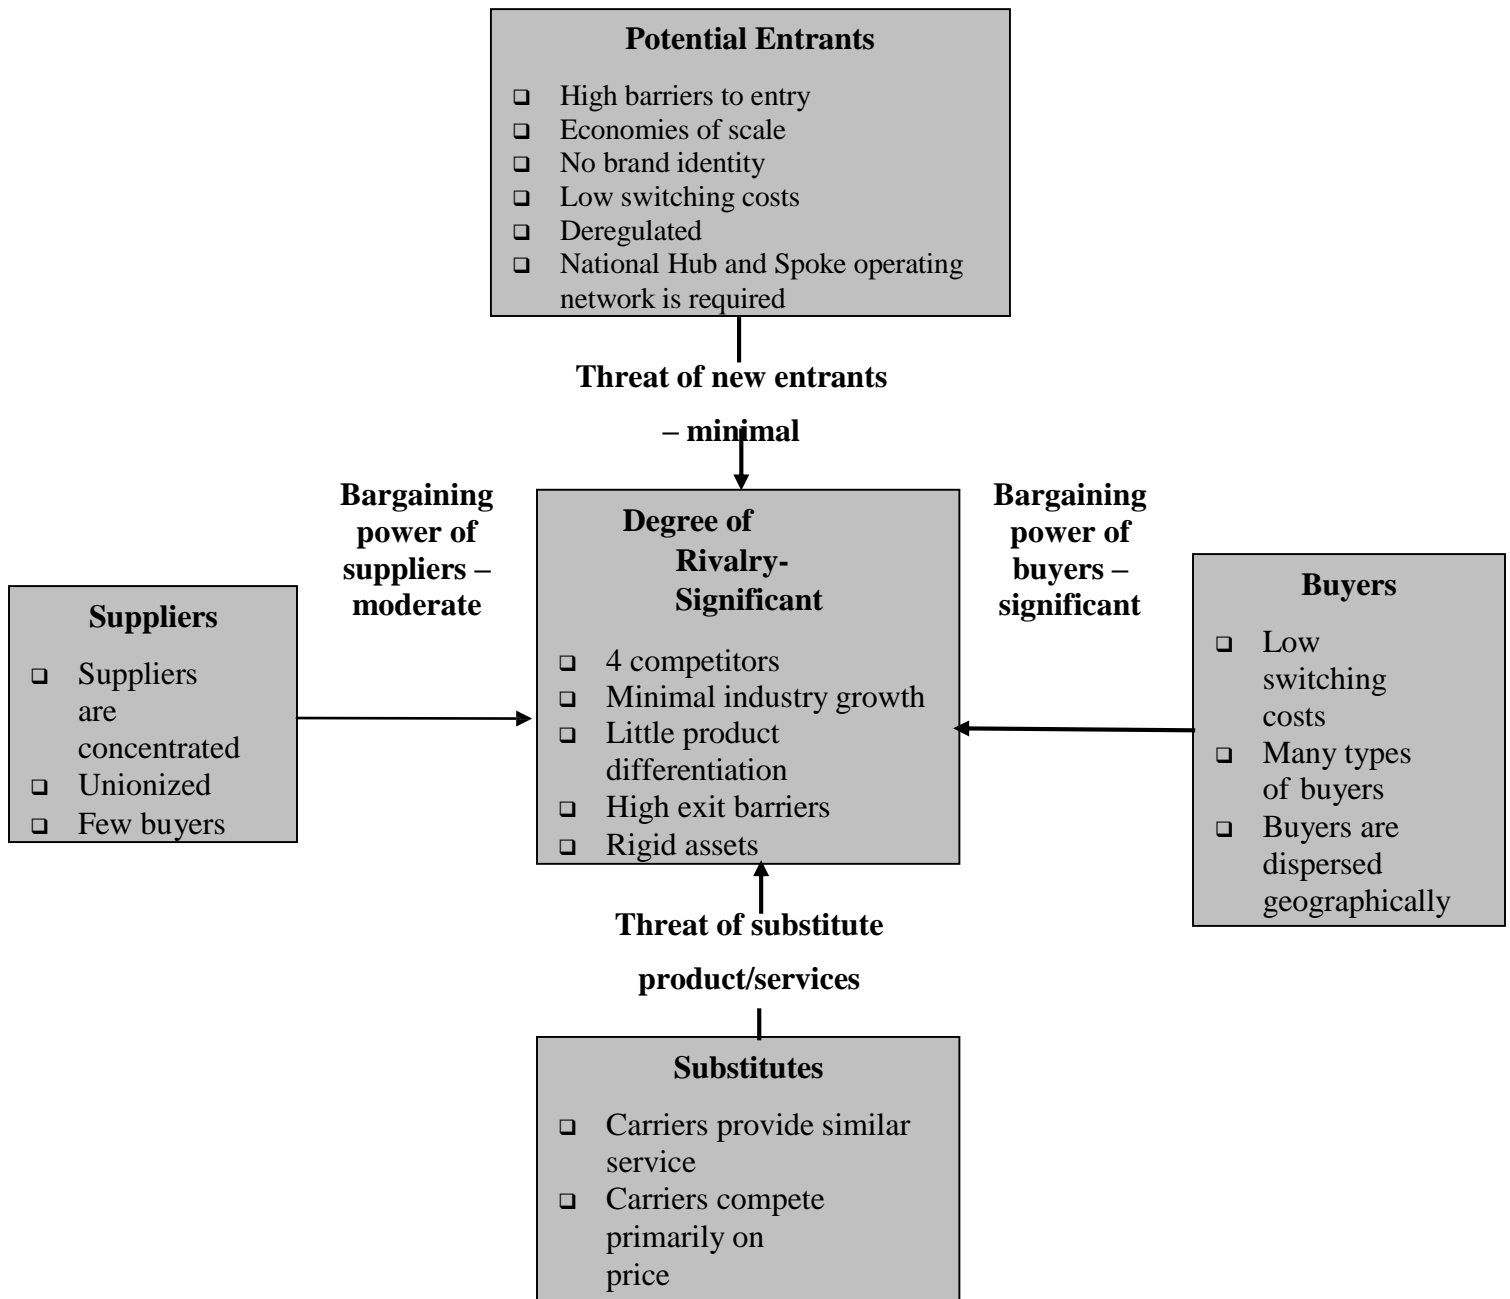 Potential Entrants
❑ High barriers to entry
❑ Economies of scale
❑ No brand identity
❑ Low switching costs
❑ Deregulated
❑ National Hub and Spoke operating
network is required
Threat of new entrants
– minimal
Bargaining
power of
suppliers –
moderate
Suppliers
❑ Suppliers
are
concentrated
❑ Unionized
❑ Few buyers
Degree of
Rivalry-
Significant
❑ 4 competitors
❑ Minimal industry growth
❑ Little product
differentiation
❑ High exit barriers
❑ Rigid assets
Bargaining
power of
buyers –
significant
Buyers
❑ Low
switching
costs
❑ Many types
of buyers
❑ Buyers are
dispersed
geographically
Threat of substitute
product/services
Substitutes
❑ Carriers provide similar
service
❑ Carriers compete
primarily on
price